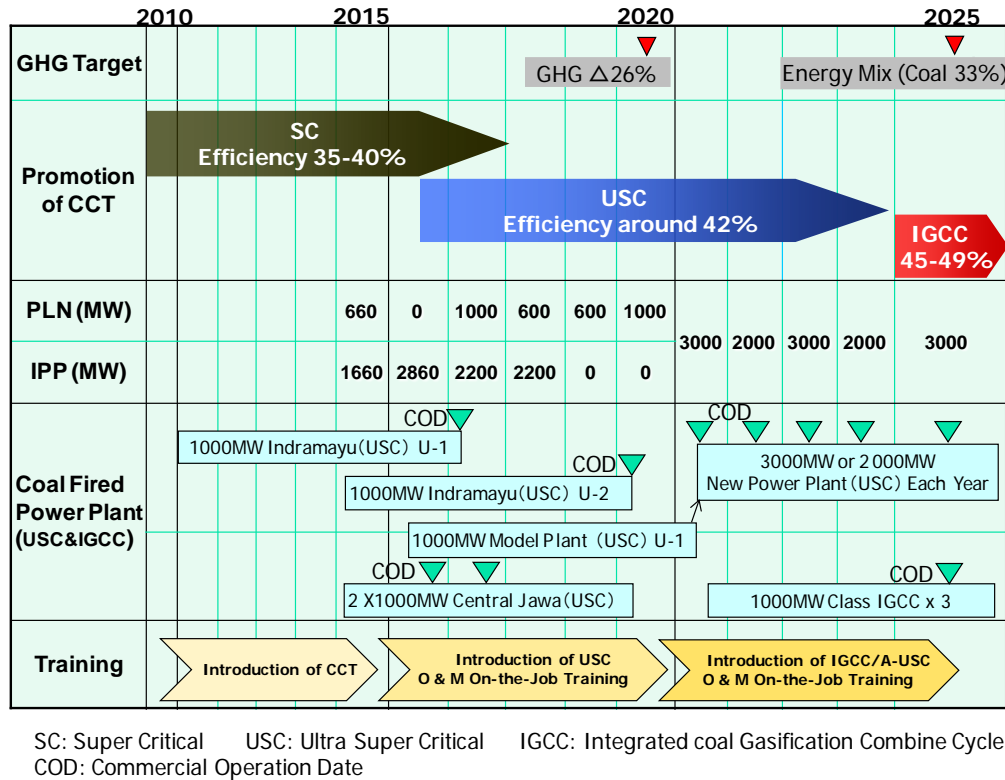 2010 2015 2020 2025
GHG Target
GHG △26%
Energy Mix (Coal 33%)
Promotion
of CCT
SC
Efficiency 35-40%
USC
Efficiency around 42%
IGCC
45-49%
PLN (MW)
660 0 1000 600 600 1000
3000 2000 3000 2000 3000
IPP (MW)
1660 2860 2200 2200 0 0
Coal Fired
Power Plant
(USC&IGCC)
COD
1000MW Indramayu(USC) U-1
COD
1000MW Indramayu(USC) U-2
1000MW Model Plant (USC) U-1
COD
2 X1000MW Central Jawa(USC)
COD
3000MW or 2000MW
New Power Plant(USC) Each Year
COD
1000MW Class IGCC x 3
Training
Introduction of CCT
Introduction of USC
O & M On-the-Job Training
Introduction of IGCC/A-USC
O & M On-the-Job Training
SC: Super Critical USC: Ultra Super Critical IGCC: Integrated coal Gasification Combine Cycle
COD: Commercial Operation Date